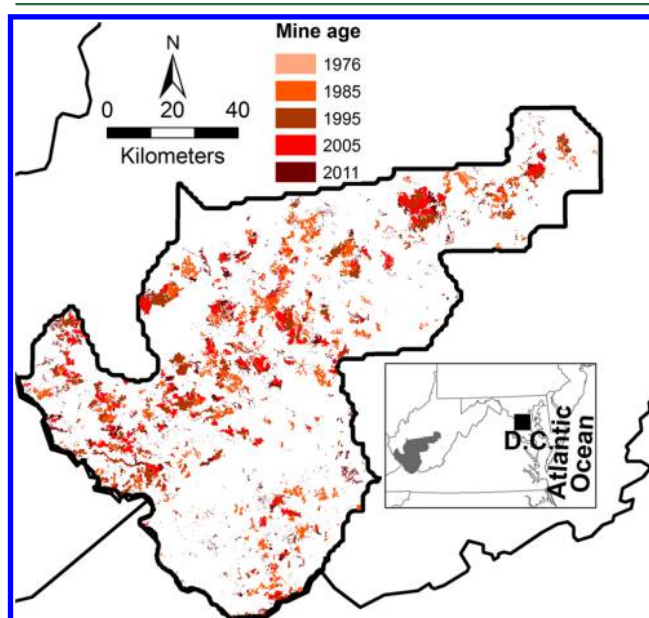 Mine age
N
1976
1985
1995
2005
2011
0 20 40
Kilometers
D.C.
Atlantic
Ocean